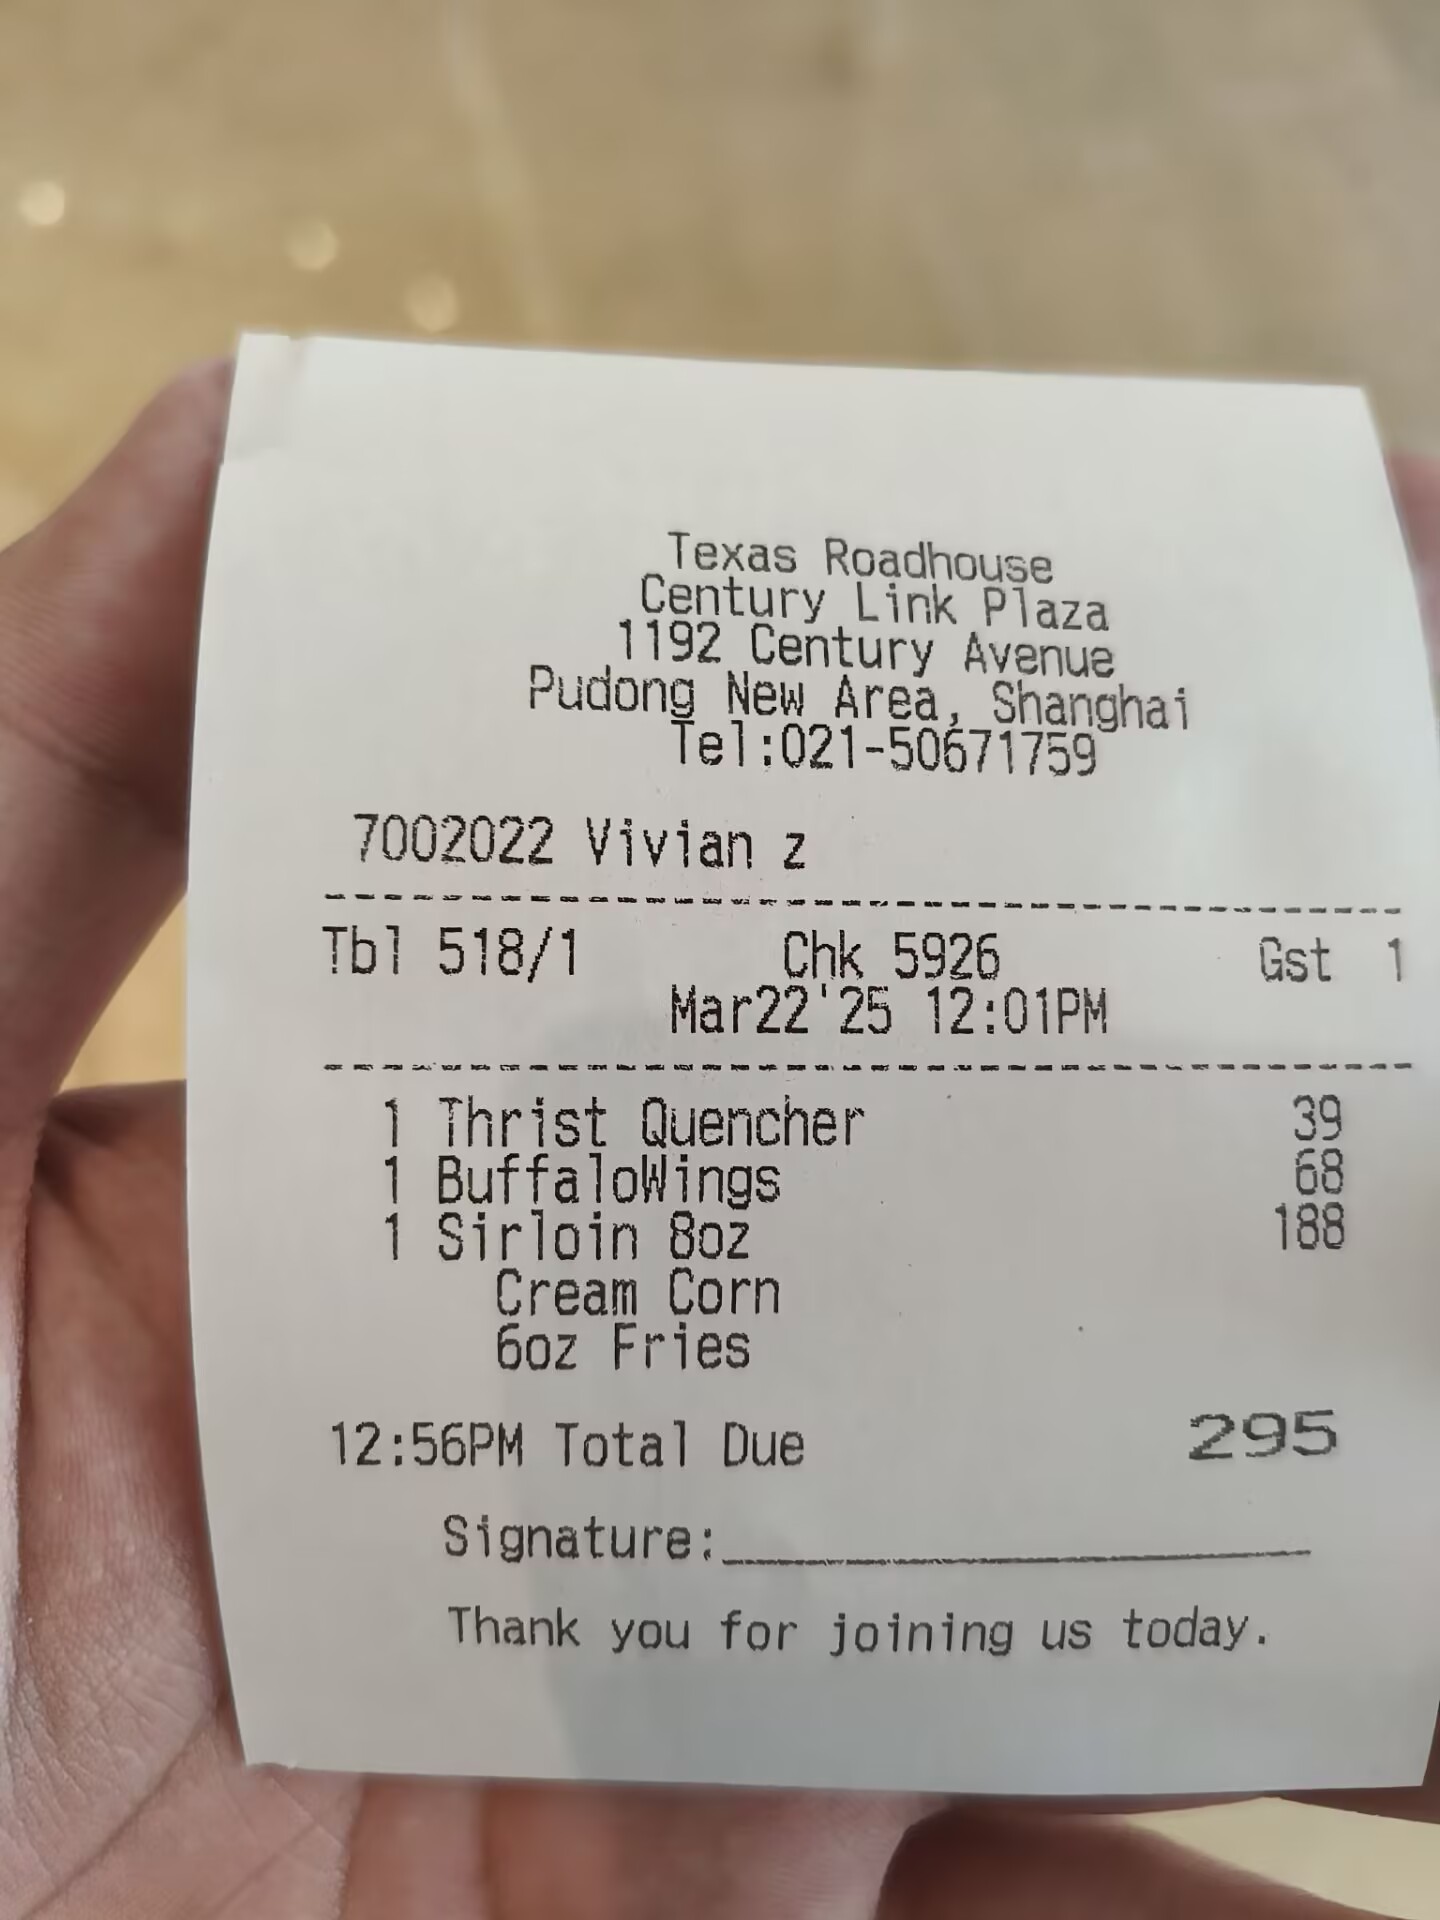 Texas Roadhouse
Century Link Plaza
1192 Century Avenue
Pudong New Area, Shanghai
Tel:021-50671759
7002022 Vivian z
Tbl 518/1 Chk 5926 Gst 1
Mar22'25 12:01PM
1 Thrist Quencher 39
1 BuffaloWings 68
1 Sirloin 8oz 188
Cream Corn
6oz Fries
12:56PM Total Due 295
Signature:
Thank you for joining us today.